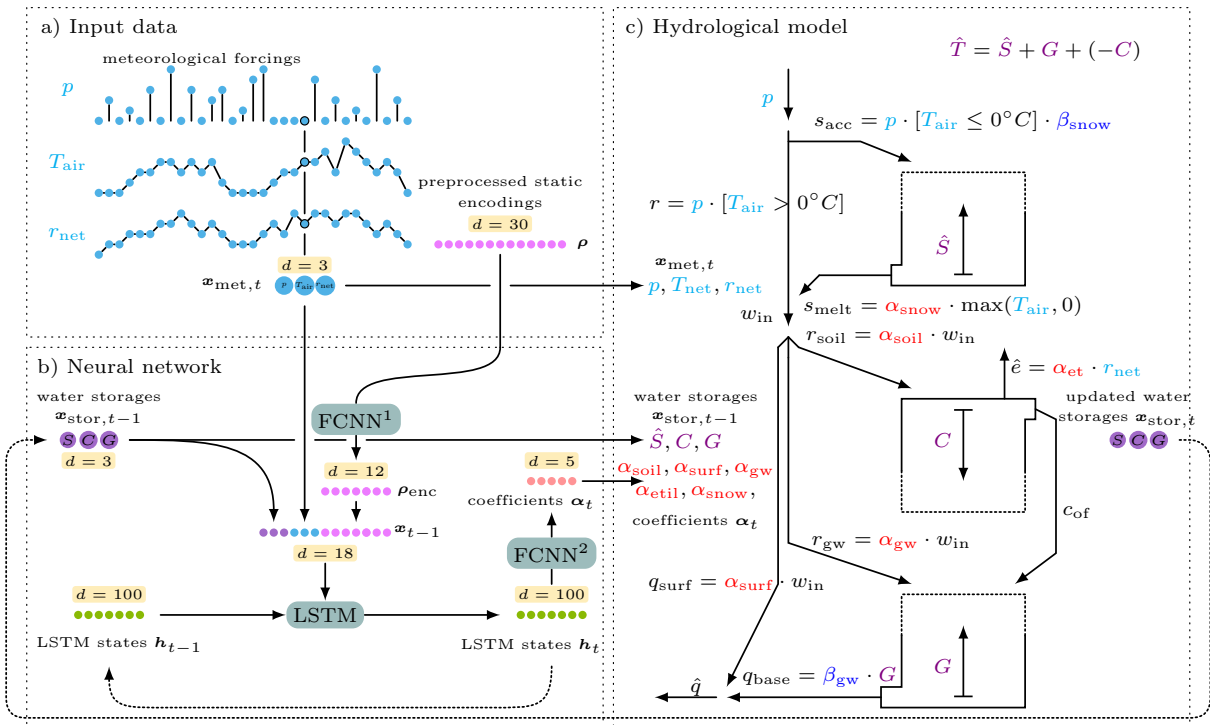 a) Input data
meteorological forcings
p
T_air
r_net
preprocessed static
encodings
d = 30
ρ
d = 3
x_met,t
p T_air r_net
b) Neural network
water storages
x_stor,t−1
S C G
d = 3
FCNN¹
d = 12
ρ_enc
x_t−1
d = 18
d = 100
LSTM
LSTM states h_t−1
d = 5
coefficients α_t
FCNN²
d = 100
LSTM states h_t
c) Hydrological model
T̂ = Ŝ + G + (−C)
p
s_acc = p · [T_air ≤ 0°C] · β_snow
r = p · [T_air > 0°C]
Ŝ
x_met,t
p, T_net, r_net
w_in
s_melt = α_snow · max(T_air, 0)
r_soil = α_soil · w_in
ê = α_et · r_net
water storages
x_stor,t−1
Ŝ, C, G
α_soil, α_surf, α_gw
α_etil, α_snow,
coefficients α_t
C
updated water
storages x_stor,t
S C G
c_of
r_gw = α_gw · w_in
q_surf = α_surf · w_in
G
q_base = β_gw · G
q̂